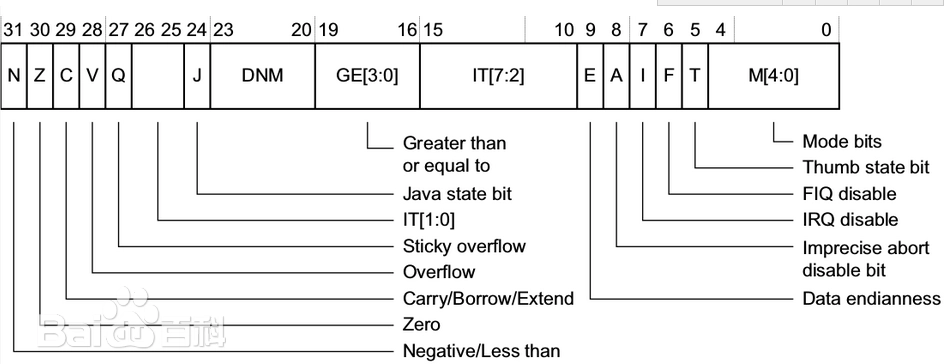 31 30 29 28 27 26 25 24 23 20 19 16 15 10 9 8 7 6 5 4 0
N Z C V Q J DNM GE[3:0] IT[7:2] E A I F T M[4:0]
Greater than
or equal to
Java state bit
IT[1:0]
Sticky overflow
Overflow
Carry/Borrow/Extend
Zero
Negative/Less than
Mode bits
Thumb state bit
FIQ disable
IRQ disable
Imprecise abort
disable bit
Data endianness
Bai百科